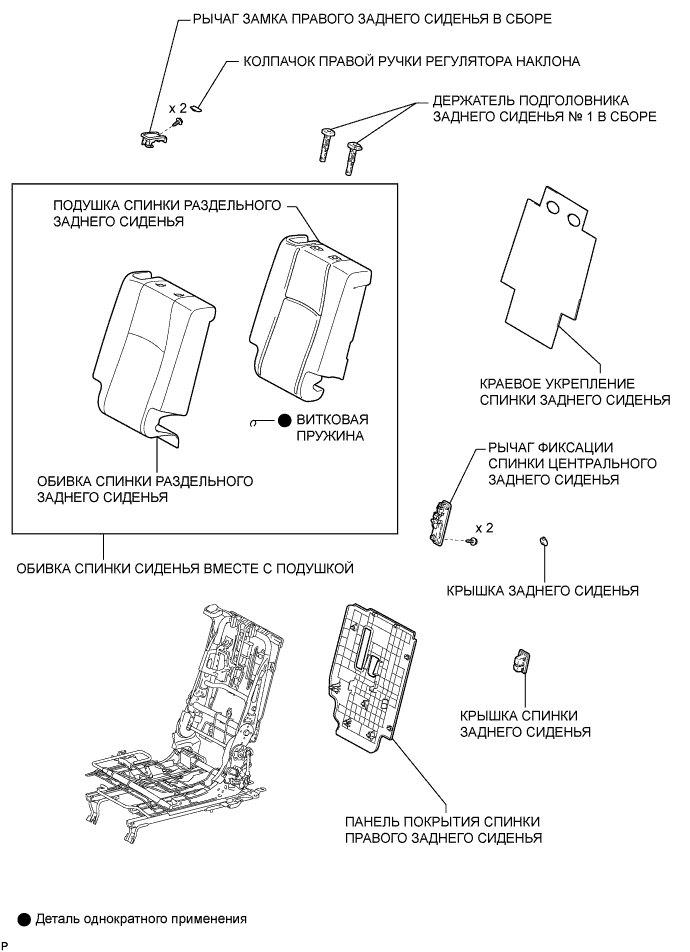 РЫЧАГ ЗАМКА ПРАВОГО ЗАДНЕГО СИДЕНЬЯ В СБОРЕ
КОЛПАЧОК ПРАВОЙ РУЧКИ РЕГУЛЯТОРА НАКЛОНА
x 2
ДЕРЖАТЕЛЬ ПОДГОЛОВНИКА
ЗАДНЕГО СИДЕНЬЯ № 1 В СБОРЕ
ПОДУШКА СПИНКИ РАЗДЕЛЬНОГО
ЗАДНЕГО СИДЕНЬЯ
КРАЕВОЕ УКРЕПЛЕНИЕ
СПИНКИ ЗАДНЕГО СИДЕНЬЯ
ВИТКОВАЯ
ПРУЖИНА
ОБИВКА СПИНКИ РАЗДЕЛЬНОГО
ЗАДНЕГО СИДЕНЬЯ
РЫЧАГ ФИКСАЦИИ
СПИНКИ ЦЕНТРАЛЬНОГО
ЗАДНЕГО СИДЕНЬЯ
x 2
ОБИВКА СПИНКИ СИДЕНЬЯ ВМЕСТЕ С ПОДУШКОЙ
КРЫШКА ЗАДНЕГО СИДЕНЬЯ
КРЫШКА СПИНКИ
ЗАДНЕГО СИДЕНЬЯ
ПАНЕЛЬ ПОКРЫТИЯ СПИНКИ
ПРАВОГО ЗАДНЕГО СИДЕНЬЯ
Деталь однократного применения
P